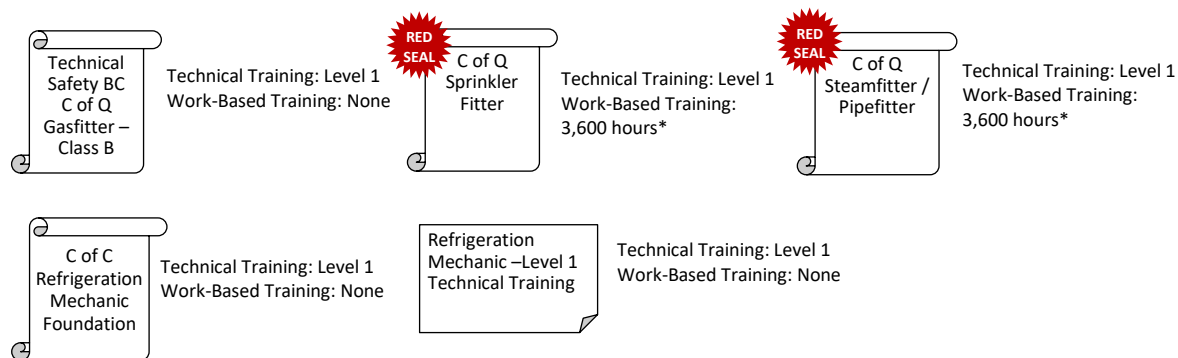 Technical
Safety BC
C of Q
Gasfitter –
Class B
Technical Training: Level 1
Work-Based Training: None
RED
SEAL
C of Q
Sprinkler
Fitter
Technical Training: Level 1
Work-Based Training:
3,600 hours*
RED
SEAL
C of Q
Steamfitter /
Pipefitter
Technical Training: Level 1
Work-Based Training:
3,600 hours*
C of C
Refrigeration
Mechanic
Foundation
Technical Training: Level 1
Work-Based Training: None
Refrigeration
Mechanic –Level 1
Technical Training
Technical Training: Level 1
Work-Based Training: None